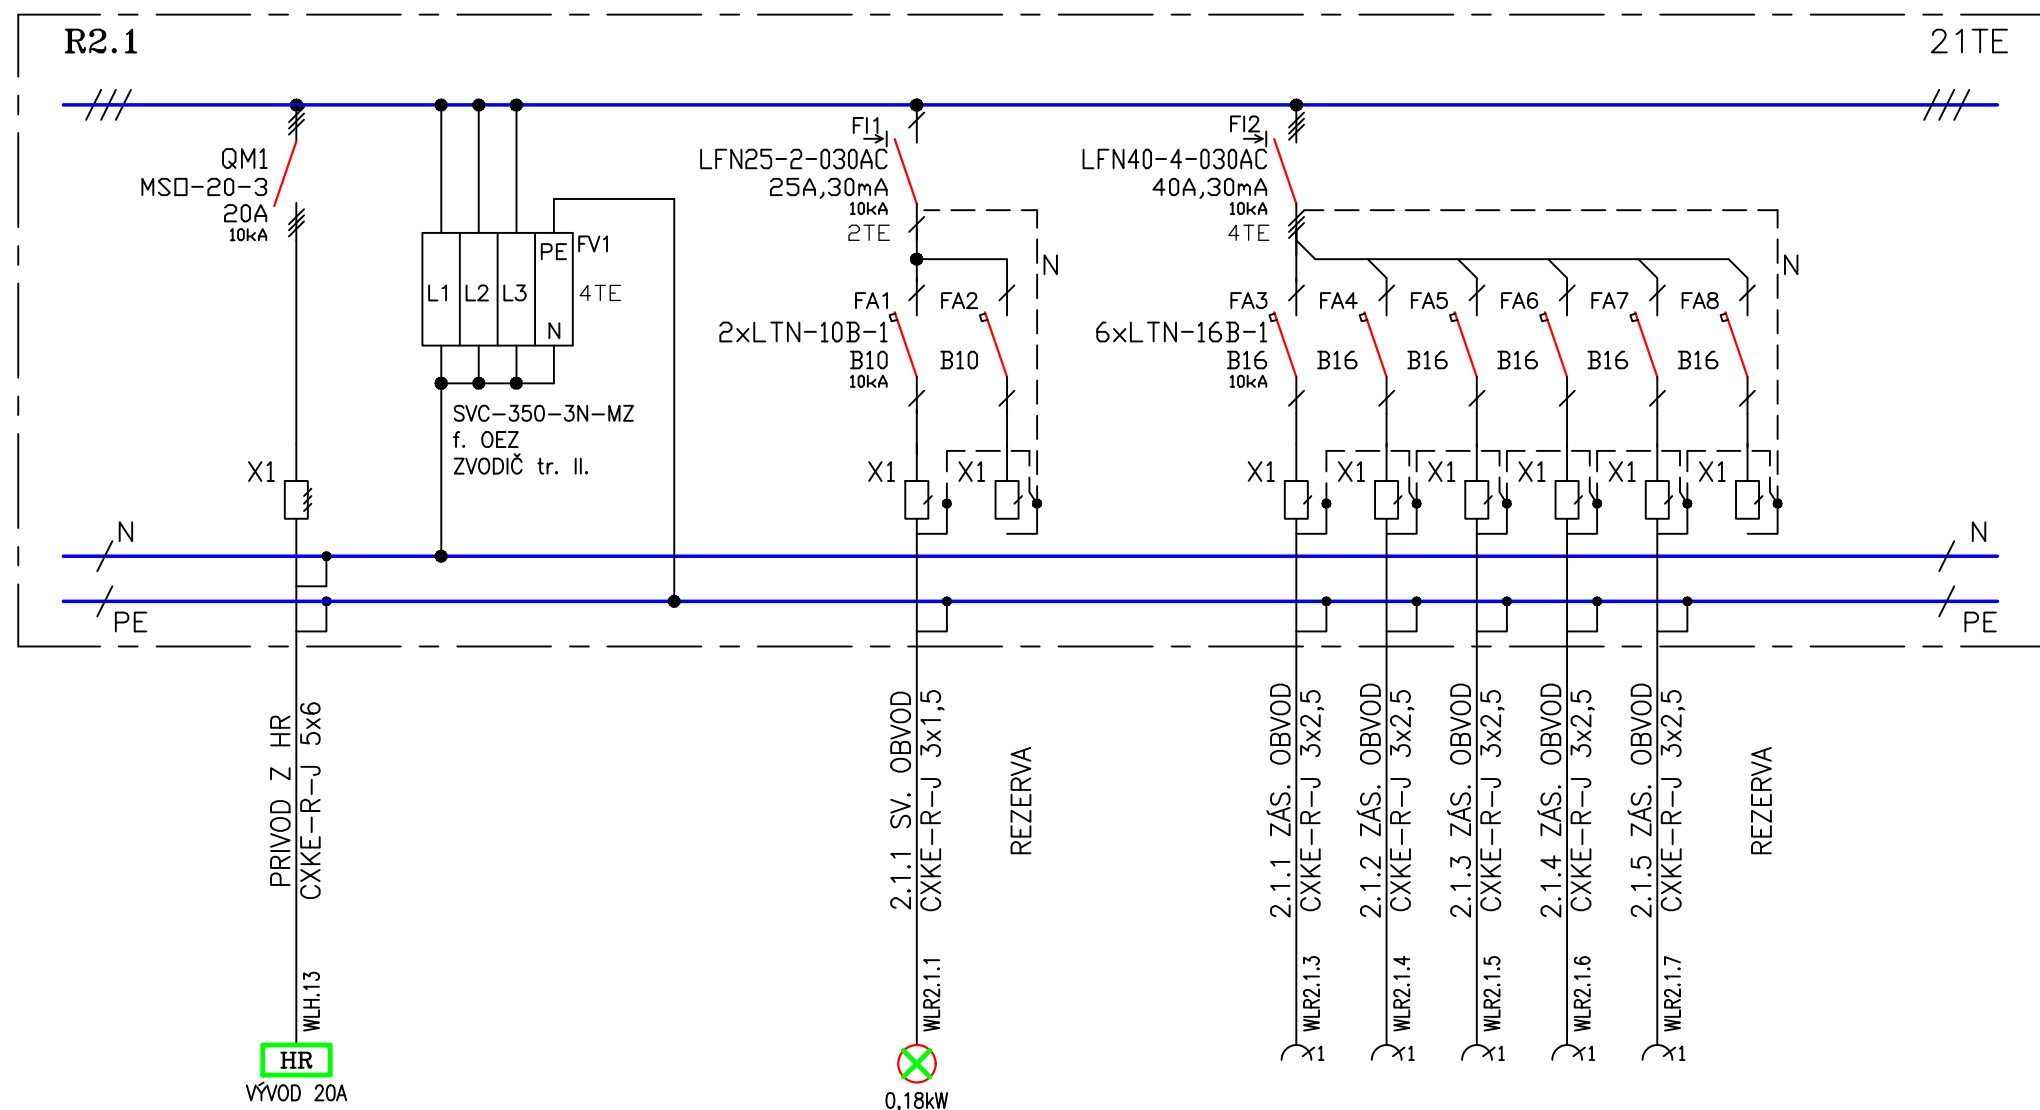 R2.1
21TE
QM1
MSO-20-3
20A
10kA
L1
L2
L3
PE
N
FV1
4TE
SVC-350-3N-MZ
f. OEZ
ZVODIČ tr. II.
FI1
LFN25-2-030AC
25A,30mA
10kA
2TE
N
FA1
FA2
2xLTN-10B-1
B10
B10
10kA
FI2
LFN40-4-030AC
40A,30mA
10kA
4TE
N
FA3
FA4
FA5
FA6
FA7
FA8
6xLTN-16B-1
B16
B16
B16
B16
B16
B16
10kA
X1
X1
X1
X1
X1
X1
X1
X1
X1
N
N
PE
PE
PRIVOD Z HR
CXKE-R-J 5x6
WLH.13
HR
VÝVOD 20A
2.1.1 SV. OBVOD
CXKE-R-J 3x1,5
WLR2.1.1
0,18kW
REZERVA
2.1.1 ZÁS. OBVOD
CXKE-R-J 3x2,5
WLR2.1.3
1
2.1.2 ZÁS. OBVOD
CXKE-R-J 3x2,5
WLR2.1.4
1
2.1.3 ZÁS. OBVOD
CXKE-R-J 3x2,5
WLR2.1.5
1
2.1.4 ZÁS. OBVOD
CXKE-R-J 3x2,5
WLR2.1.6
1
2.1.5 ZÁS. OBVOD
CXKE-R-J 3x2,5
WLR2.1.7
1
REZERVA